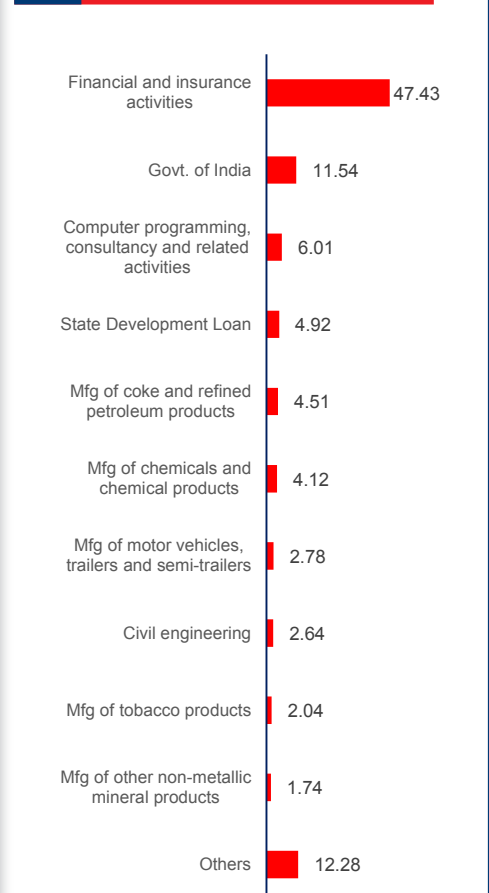 Financial and insurance
activities
47.43
Govt. of India
11.54
Computer programming,
consultancy and related
activities
6.01
State Development Loan
4.92
Mfg of coke and refined
petroleum products
4.51
Mfg of chemicals and
chemical products
4.12
Mfg of motor vehicles,
trailers and semi-trailers
2.78
Civil engineering
2.64
Mfg of tobacco products
2.04
Mfg of other non-metallic
mineral products
1.74
Others
12.28